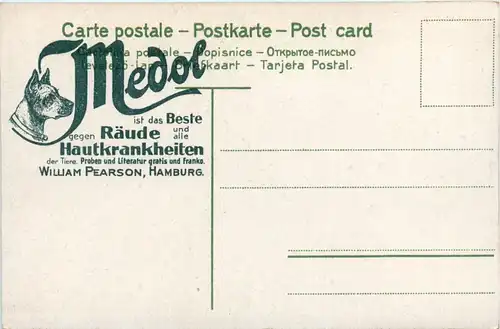 Carte postale - Postkarte - Post card
Cartolina postale - Dopisnice - Открытое-письмо
Levelező-lap - Briefkaart - Tarjeta Postal.
Medol
ist das Beste
gegen Räude und alle
Hautkrankheiten
der Tiere. Proben und Literatur gratis und franko.
WILLIAM PEARSON, HAMBURG.